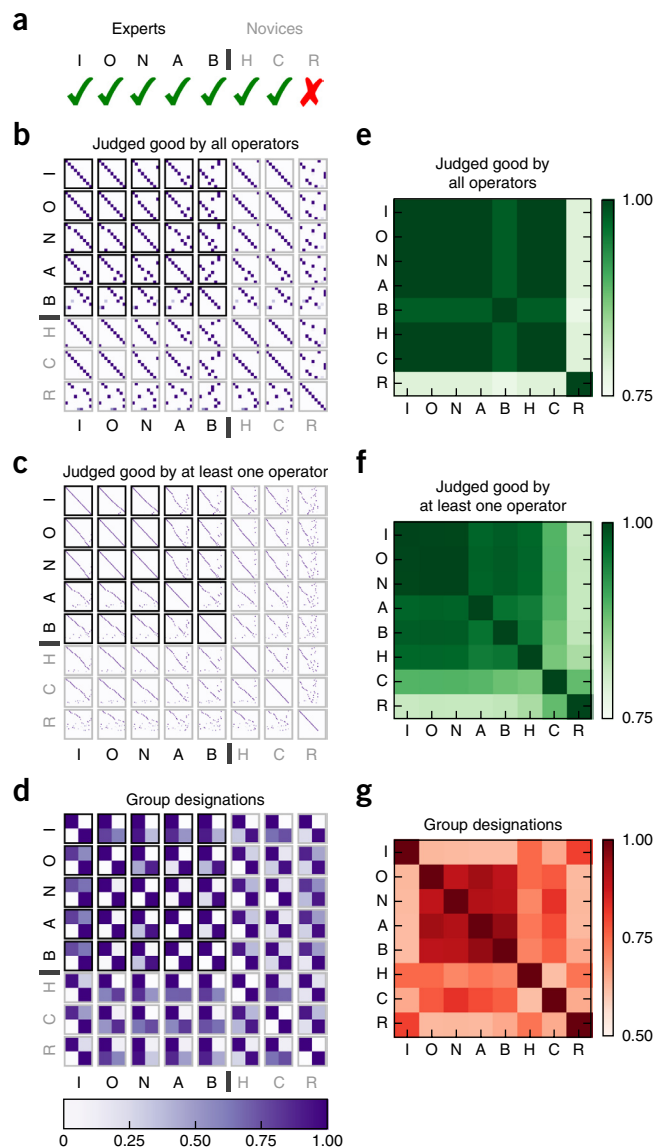 a
Experts Novices
I O N A B H C R
b
Judged good by all operators
I
O
N
A
B
H
C
R
I O N A B H C R
c
Judged good by at least one operator
I
O
N
A
B
H
C
R
I O N A B H C R
d
Group designations
I
O
N
A
B
H
C
R
I O N A B H C R
0 0.25 0.50 0.75 1.00
e
Judged good by
all operators
I
O
N
A
B
H
C
R
I O N A B H C R
1.00
0.75
f
Judged good by
at least one operator
I
O
N
A
B
H
C
R
I O N A B H C R
1.00
0.75
g
Group designations
I
O
N
A
B
H
C
R
I O N A B H C R
1.00
0.75
0.50